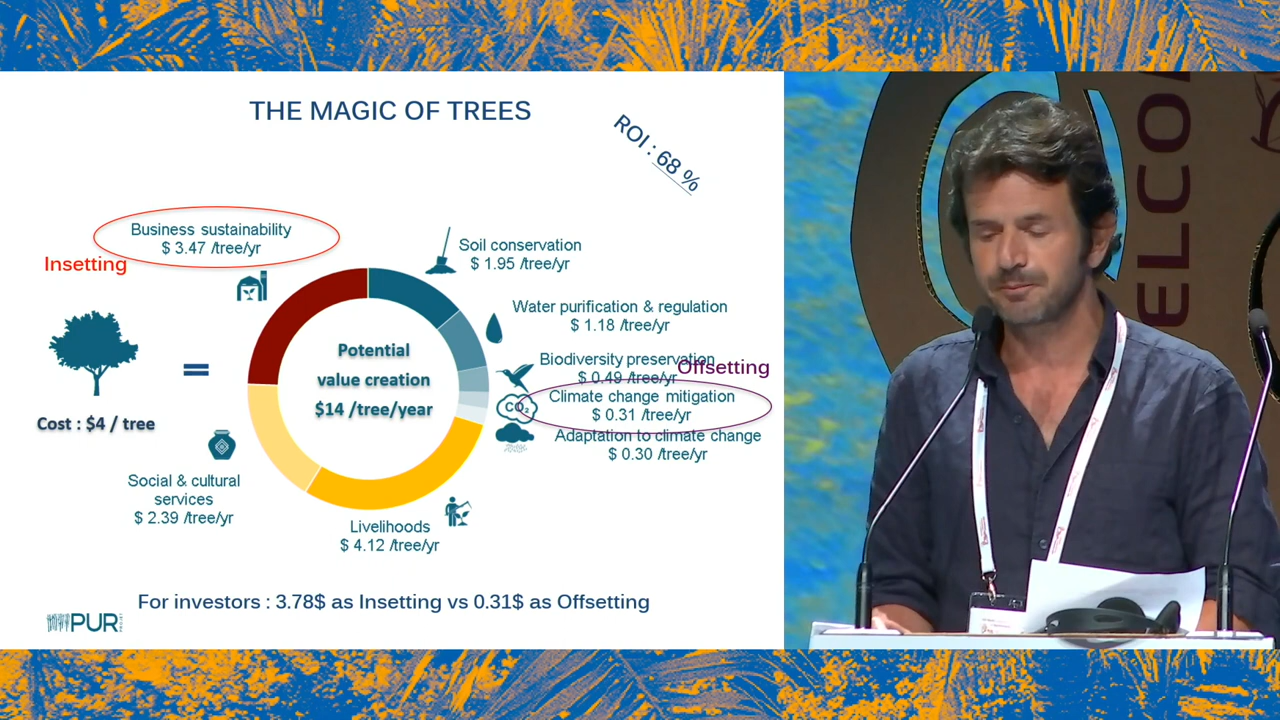 THE MAGIC OF TREES
ROI : 68 %
Business sustainability
$ 3.47 /tree/yr
Insetting
Soil conservation
$ 1.95 /tree/yr
Water purification & regulation
$ 1.18 /tree/yr
Biodiversity preservation
$ 0.49 /tree/yr
Offsetting
Climate change mitigation
$ 0.31 /tree/yr
CO2
Adaptation to climate change
$ 0.30 /tree/yr
Potential
value creation
$14 /tree/year
=
Cost : $4 / tree
Social & cultural
services
$ 2.39 /tree/yr
Livelihoods
$ 4.12 /tree/yr
For investors : 3.78$ as Insetting vs 0.31$ as Offsetting
PUR
ELCO